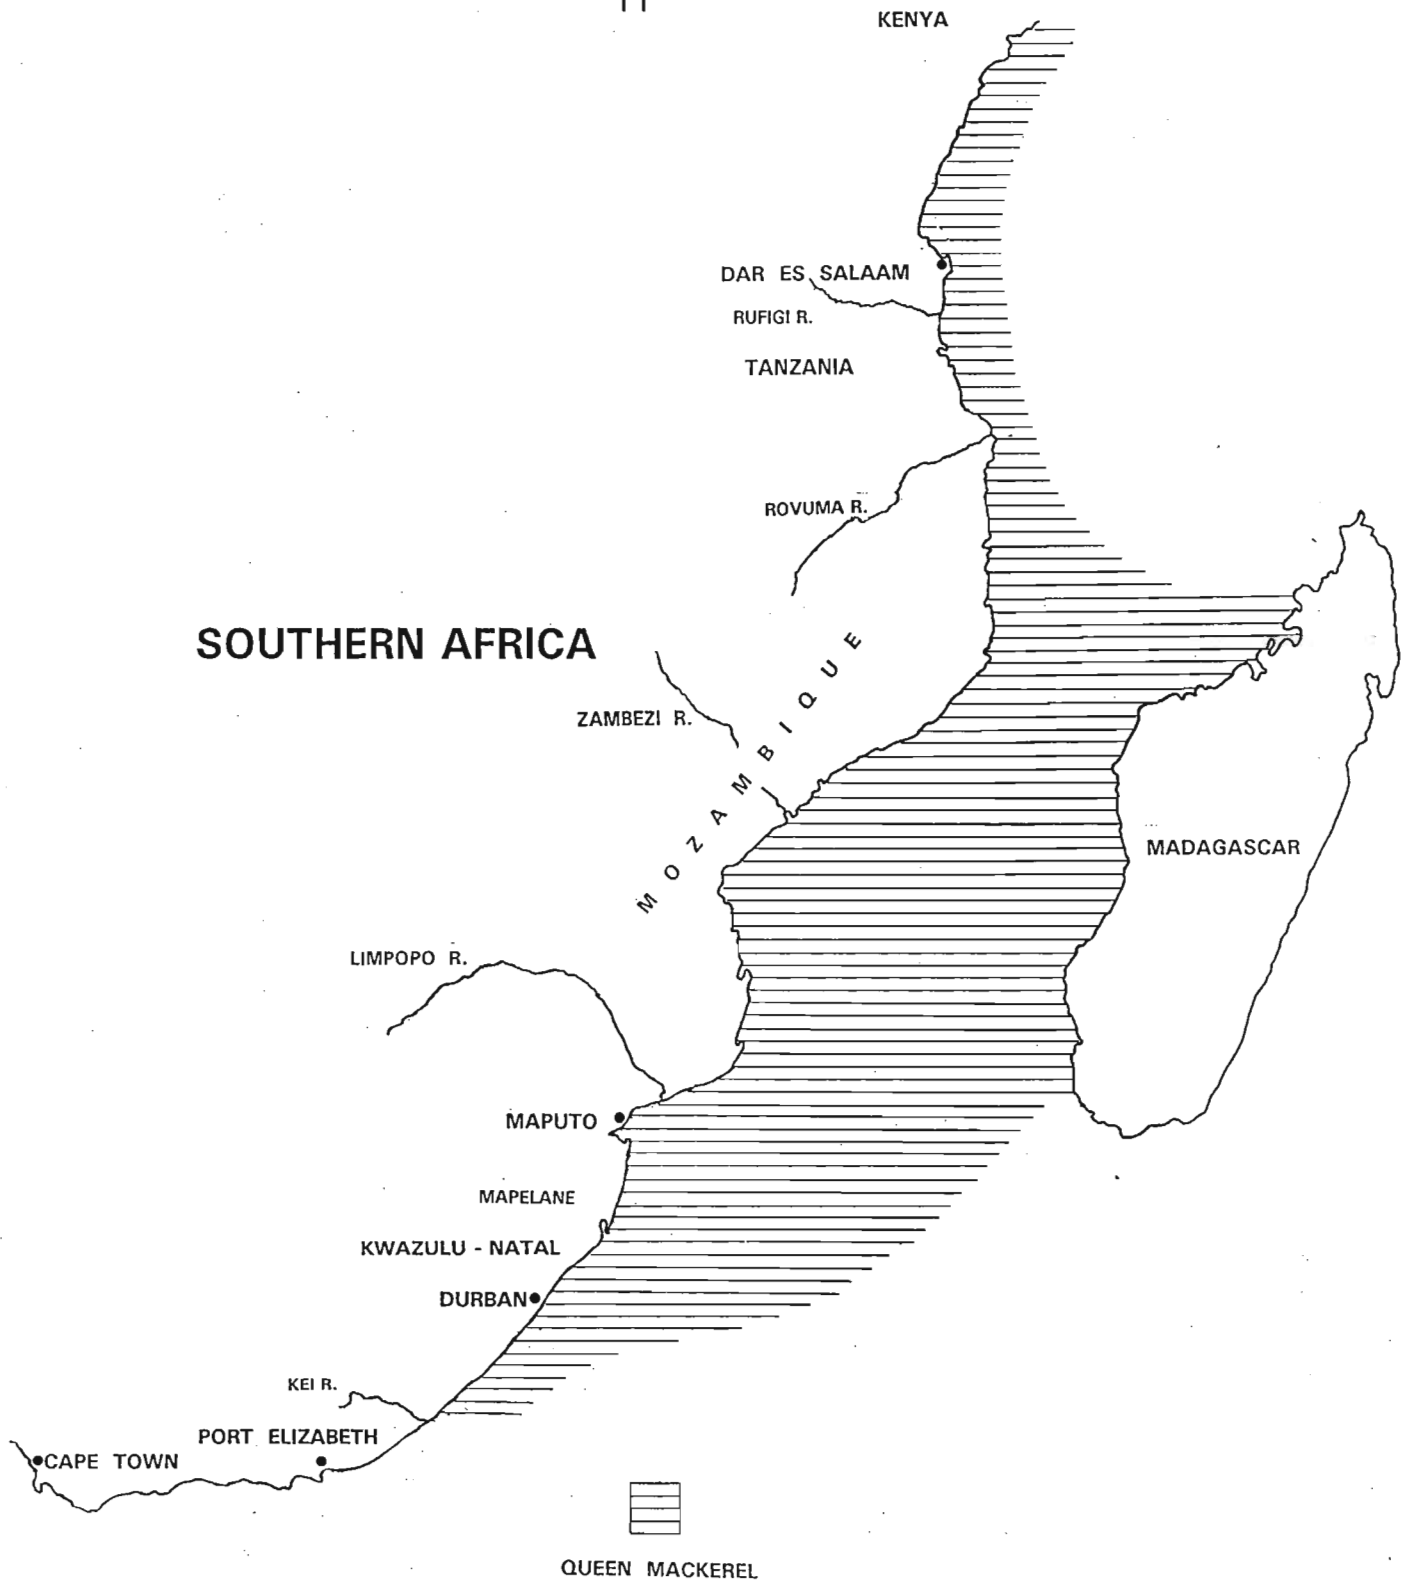 KENYA
DAR ES SALAAM
RUFIGI R.
TANZANIA
ROVUMA R.
SOUTHERN AFRICA
MOZAMBIQUE
ZAMBEZI R.
MADAGASCAR
LIMPOPO R.
MAPUTO
MAPELANE
KWAZULU - NATAL
DURBAN
KEI R.
PORT ELIZABETH
CAPE TOWN
QUEEN MACKEREL